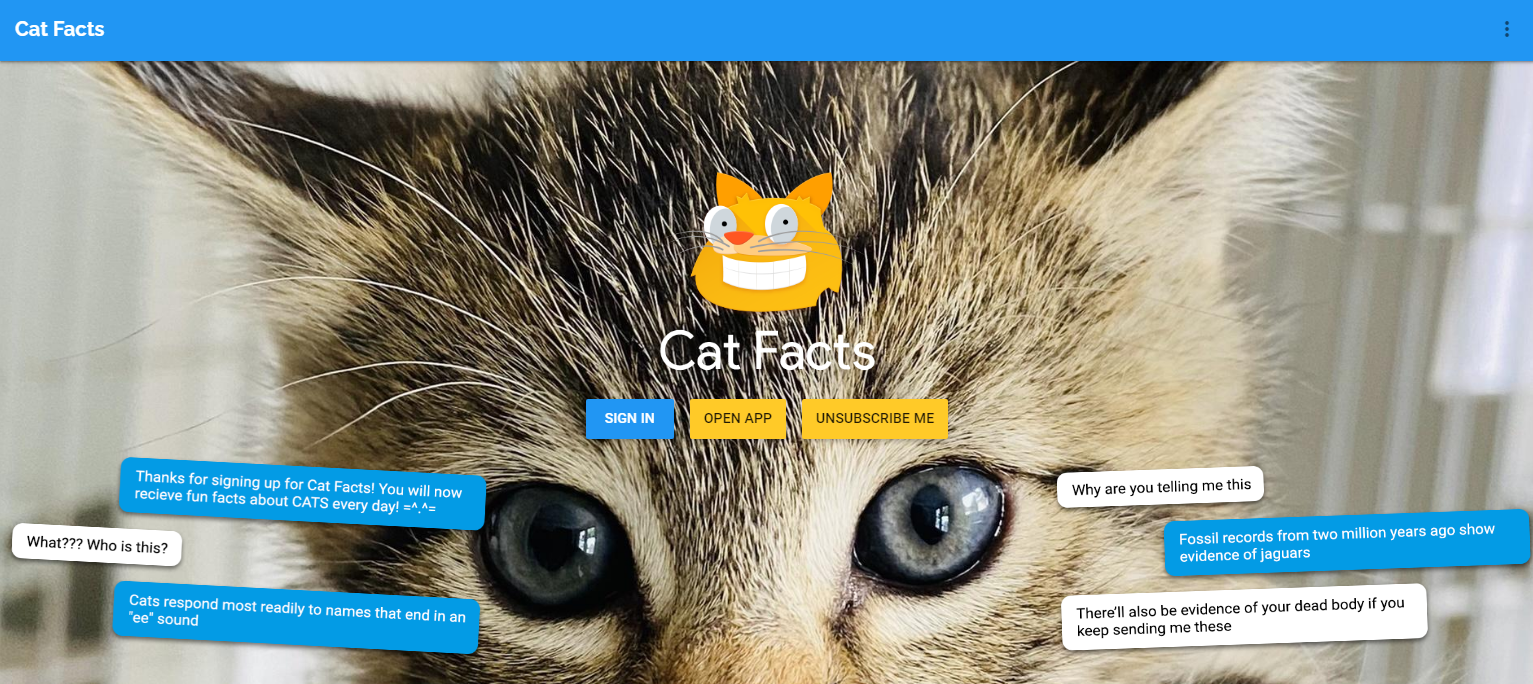 Cat Facts
Cat Facts
SIGN IN
OPEN APP
UNSUBSCRIBE ME
Thanks for signing up for Cat Facts! You will now
recieve fun facts about CATS every day! =^.^=
What??? Who is this?
Cats respond most readily to names that end in an
"ee" sound
Why are you telling me this
Fossil records from two million years ago show
evidence of jaguars
There'll also be evidence of your dead body if you
keep sending me these